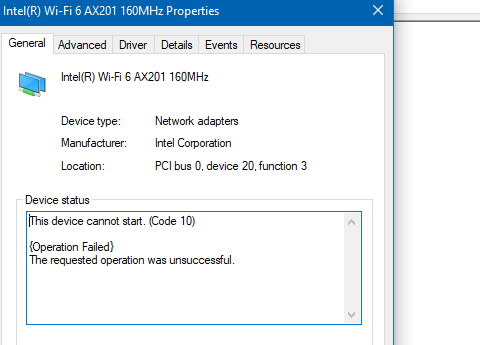 Intel(R) Wi-Fi 6 AX201 160MHz Properties
General Advanced Driver Details Events Resources
Intel(R) Wi-Fi 6 AX201 160MHz
Device type: Network adapters
Manufacturer: Intel Corporation
Location: PCI bus 0, device 20, function 3
Device status
This device cannot start. (Code 10)
{Operation Failed}
The requested operation was unsuccessful.